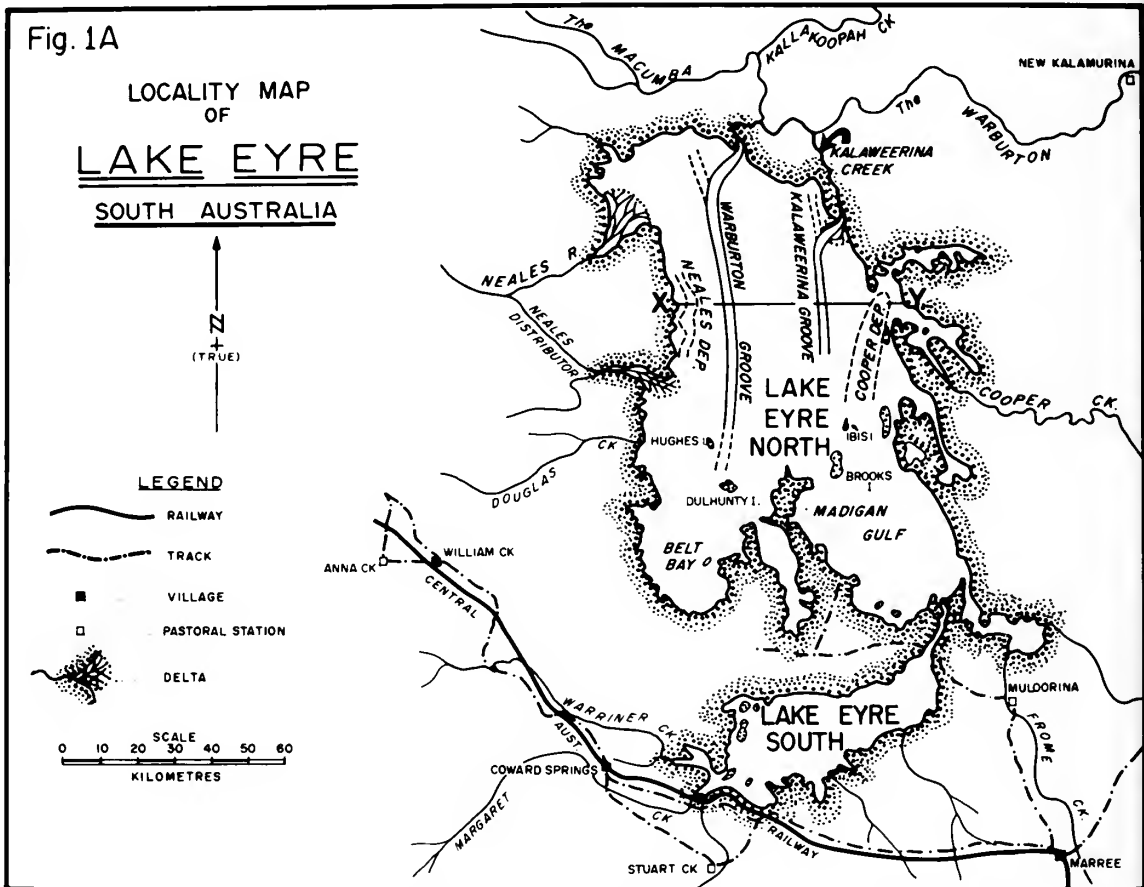 Fig. 1A
LOCALITY MAP
OF
LAKE EYRE
SOUTH AUSTRALIA
N
(TRUE)
LEGEND
RAILWAY
TRACK
VILLAGE
PASTORAL STATION
DELTA
SCALE
0 10 20 30 40 50 60
KILOMETRES
The MACUMBA
KALLAKOOPAH CK
NEW KALAMURINA
The WARBURTON
KALAWEERINA
CREEK
NEALES R.
NEALES
DISTRIBUTOR
X
Y
NEALES DEP.
WARBURTON GROOVE
KALAWEERINA GROOVE
COOPER DEP.
COOPER CK.
LAKE
EYRE
NORTH
HUGHES I.
IBIS I
BROOKS
I
DULHUNTY I.
MADIGAN
GULF
DOUGLAS CK
BELT
BAY
ANNA CK
WILLIAM CK
CENTRAL AUST. RAILWAY
WARRINER CK
LAKE EYRE
SOUTH
MULOORINA
FROME CK.
COWARD SPRINGS
MARGARET CK
STUART CK
MARREE